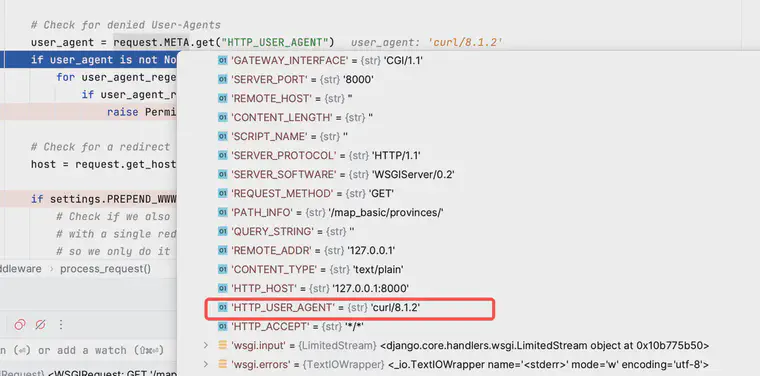 # Check for denied User-Agents
user_agent = request.META.get("HTTP_USER_AGENT") user_agent: 'curl/8.1.2'
if user_agent is not No
for user_agent_rege
if user_agent_r
raise Permi
# Check for a redirect
host = request.get_host
if settings.PREPEND_WWW
# Check if we also
# with a single red
# so we only do it
ddleware › process_request()
n (⏎) or add a watch (⇧⌘⏎)
'GATEWAY_INTERFACE' = {str} 'CGI/1.1'
'SERVER_PORT' = {str} '8000'
'REMOTE_HOST' = {str} ''
'CONTENT_LENGTH' = {str} ''
'SCRIPT_NAME' = {str} ''
'SERVER_PROTOCOL' = {str} 'HTTP/1.1'
'SERVER_SOFTWARE' = {str} 'WSGIServer/0.2'
'REQUEST_METHOD' = {str} 'GET'
'PATH_INFO' = {str} '/map_basic/provinces/'
'QUERY_STRING' = {str} ''
'REMOTE_ADDR' = {str} '127.0.0.1'
'CONTENT_TYPE' = {str} 'text/plain'
'HTTP_HOST' = {str} '127.0.0.1:8000'
'HTTP_USER_AGENT' = {str} 'curl/8.1.2'
'HTTP_ACCEPT' = {str} '*/*'
'wsgi.input' = {LimitedStream} <django.core.handlers.wsgi.LimitedStream object at 0x10b775b50>
'wsgi.errors' = {TextIOWrapper} <_io.TextIOWrapper name='<stderr>' mode='w' encoding='utf-8'>